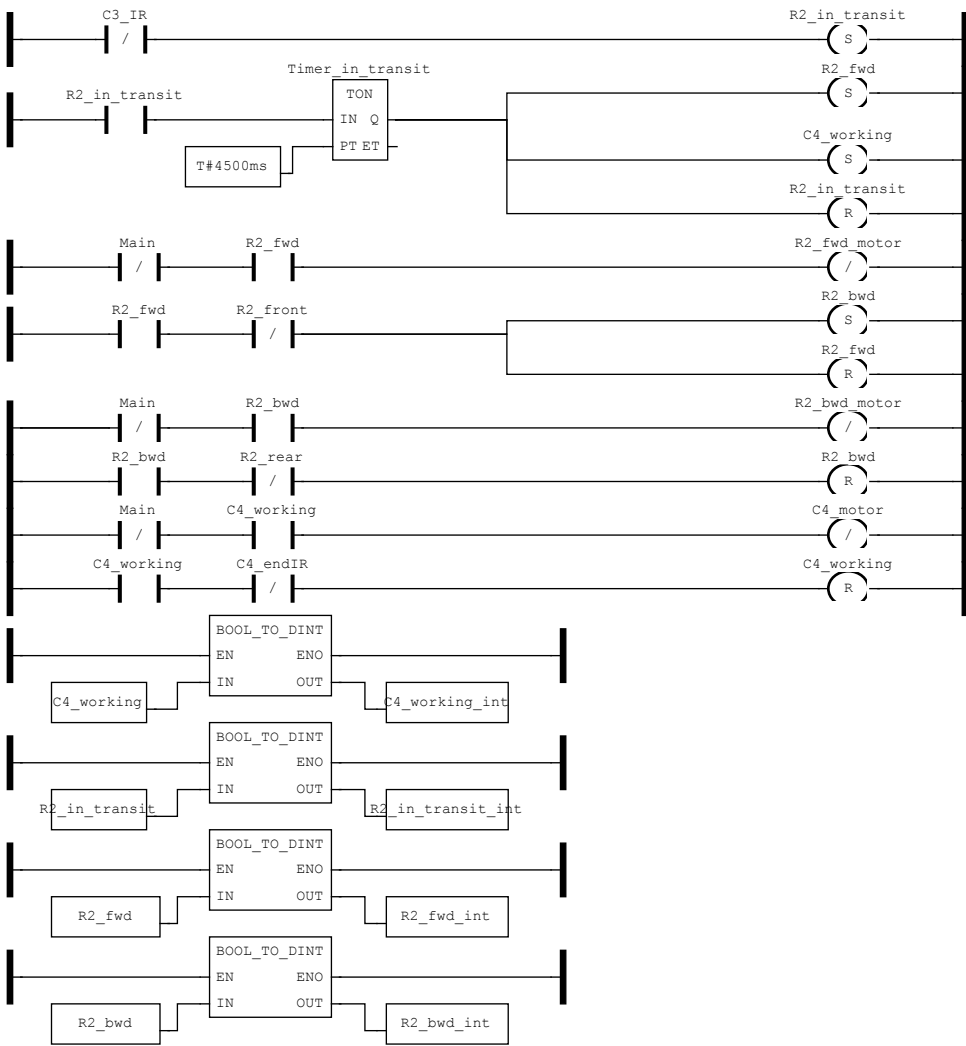 C3_IR R2_in_transit
/ S
Timer_in_transit R2_fwd
R2_in_transit TON S
IN Q
C4_working
PT ET
T#4500ms S
R2_in_transit
R
Main R2_fwd R2_fwd_motor
/ /
R2_bwd
R2_fwd R2_front S
/
R2_fwd
R
Main R2_bwd R2_bwd_motor
/ /
R2_bwd R2_rear R2_bwd
/ R
Main C4_working C4_motor
/ /
C4_working C4_endIR C4_working
/ R
BOOL_TO_DINT
EN ENO
IN OUT
C4_working C4_working_int
BOOL_TO_DINT
EN ENO
IN OUT
R2_in_transit R2_in_transit_int
BOOL_TO_DINT
EN ENO
IN OUT
R2_fwd R2_fwd_int
BOOL_TO_DINT
EN ENO
IN OUT
R2_bwd R2_bwd_int